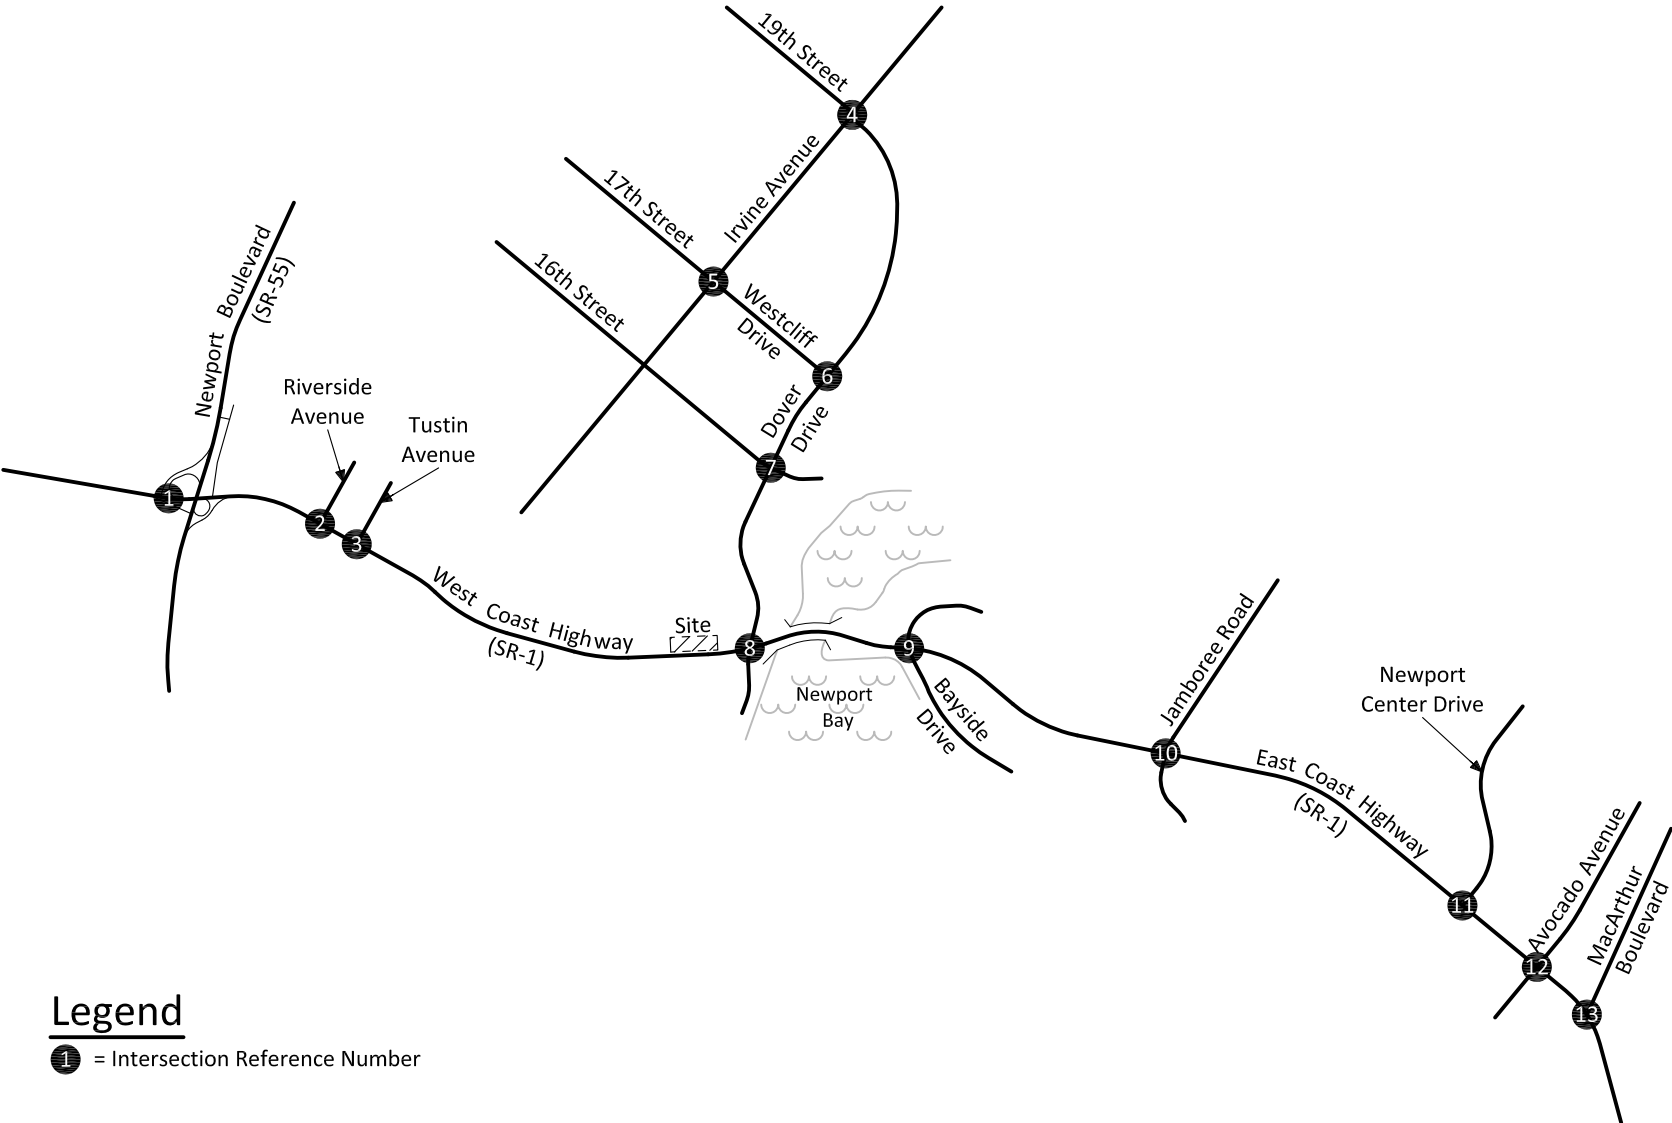 19th Street
4
Irvine Avenue
17th Street
5
16th Street
Westcliff
Drive
6
Dover
Drive
7
Newport Boulevard
(SR-55)
Riverside
Avenue
Tustin
Avenue
1
2
3
West Coast Highway
(SR-1)
Site
8
9
Newport
Bay
Bayside
Drive
Jamboree Road
10
East Coast Highway
(SR-1)
Newport
Center Drive
11
Avocado Avenue
12
MacArthur
Boulevard
13
Legend
1 = Intersection Reference Number